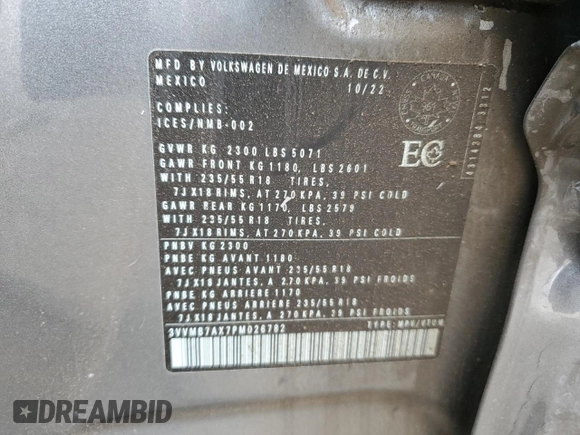 MFD BY VOLKSWAGEN DE MEXICO S.A. DE C.V.
MEXICO 10/22
COMPLIES:
ICES/NMB-002
GVWR KG 2300 LBS 5071
GAWR FRONT KG 1180, LBS 2601
WITH 235/55 R18 TIRES,
7J X18 RIMS, AT 270 KPA, 39 PSI COLD
GAWR REAR KG 1170, LBS 2579
WITH 235/55 R18 TIRES,
7J X18 RIMS, AT 270 KPA, 39 PSI COLD
EC
PNBV KG 2300
PNBE KG AVANT 1180
AVEC PNEUS AVANT 235/55 R18
7J X18 JANTES, A 270 KPA, 39 PSI FROIDS
PNBE KG ARRIERE 1170
AVEC PNEUS ARRIERE 235/55 R18
7J X18 JANTES, A 270 KPA, 39 PSI FROIDS
3VVMB7AX7PM026782 TYPE: MPV/VTUM
DREAMBID